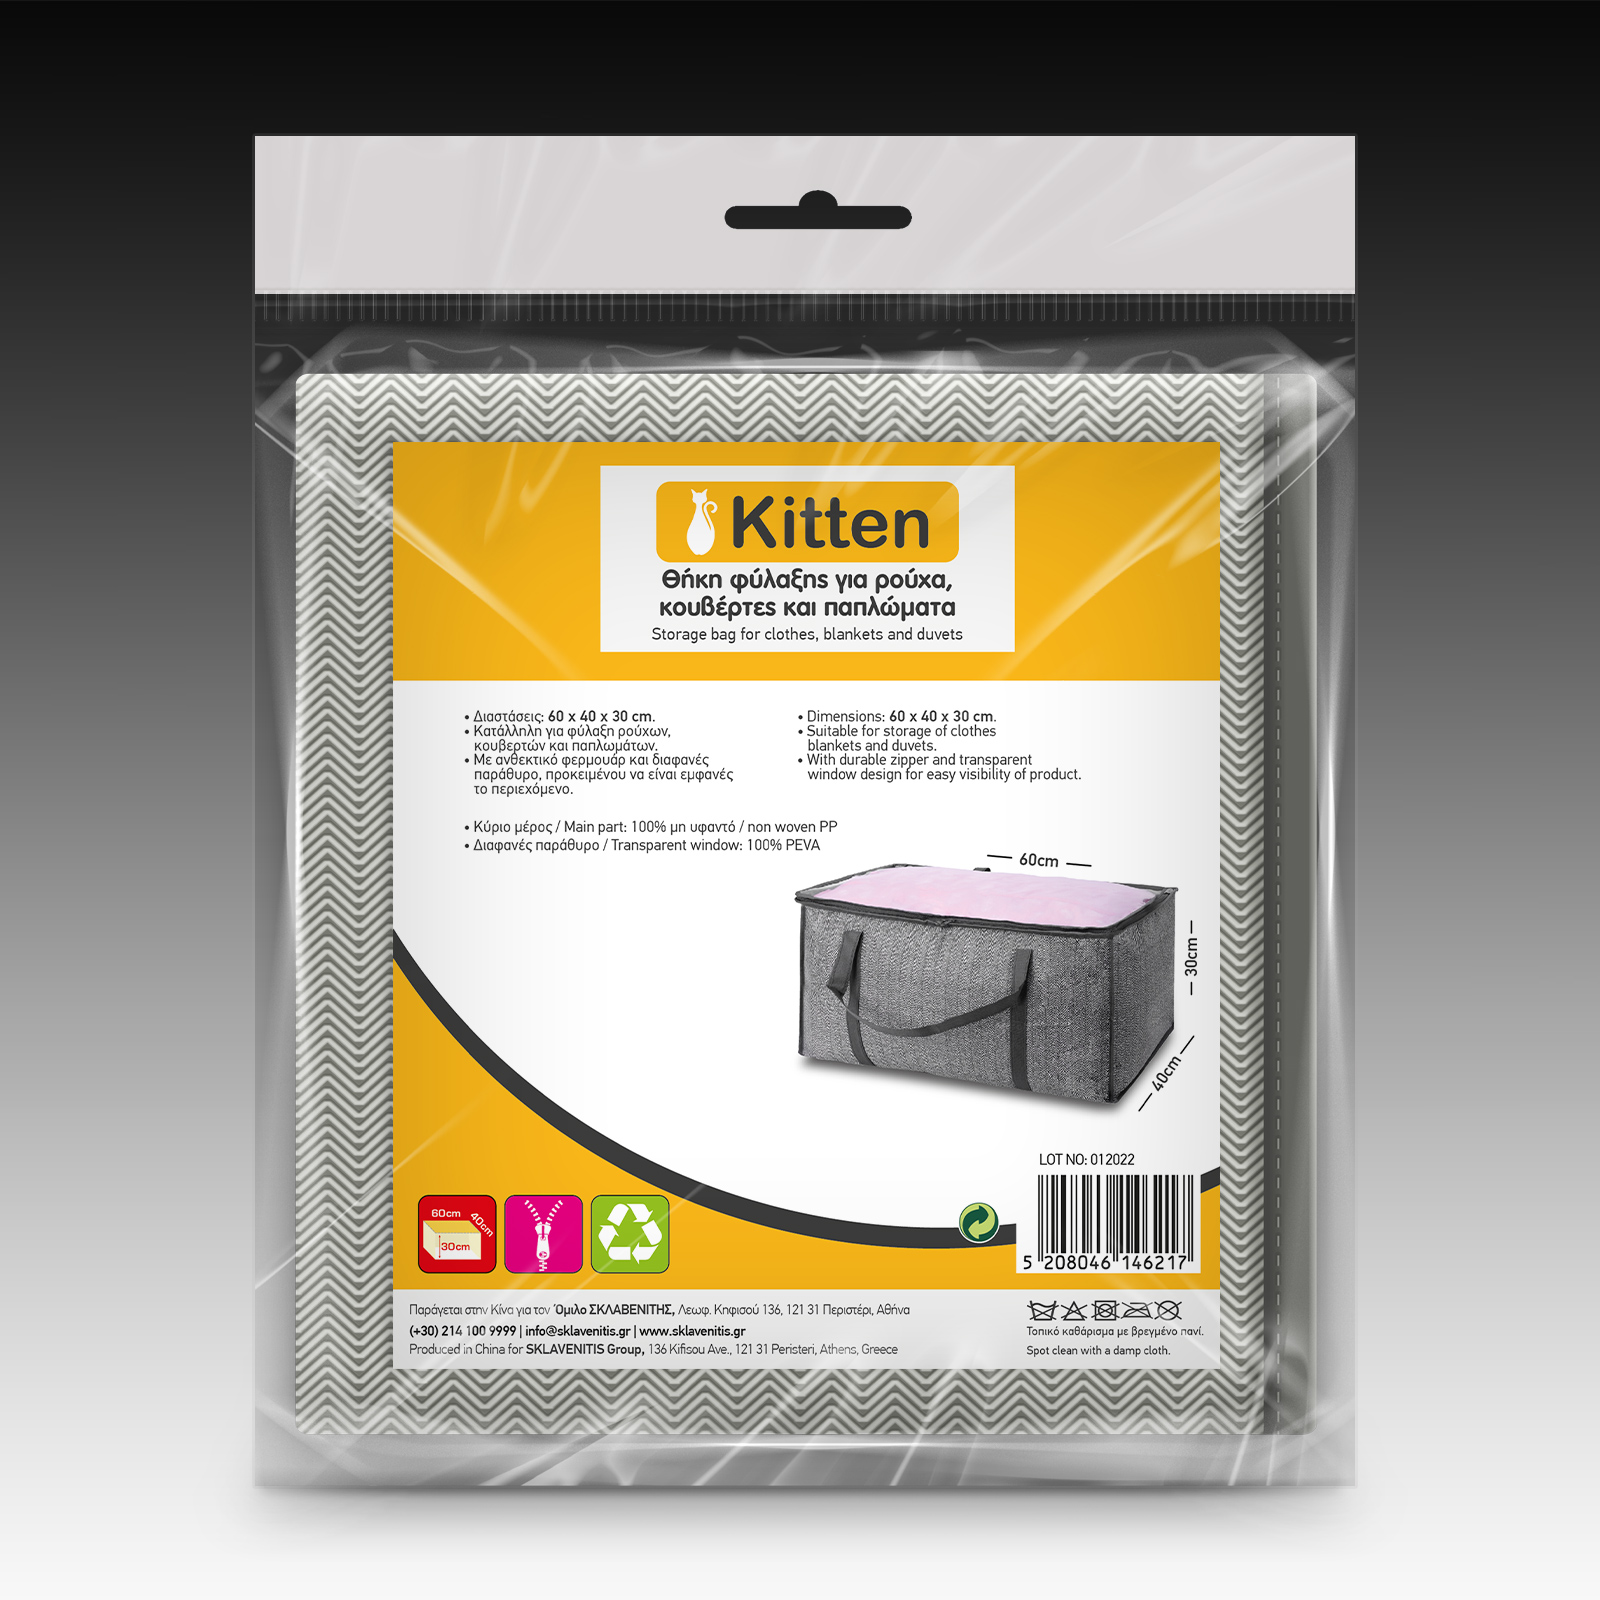 Kitten
Θήκη φύλαξης για ρούχα,
κουβέρτες και παπλώματα
Storage bag for clothes, blankets and duvets
• Διαστάσεις: 60 x 40 x 30 cm.
• Κατάλληλη για φύλαξη ρούχων,
κουβερτών και παπλωμάτων.
• Με ανθεκτικό φερμουάρ και διαφανές
παράθυρο, προκειμένου να είναι εμφανές
το περιεχόμενο.
• Dimensions: 60 x 40 x 30 cm.
• Suitable for storage of clothes
blankets and duvets.
• With durable zipper and transparent
window design for easy visibility of product.
• Κύριο μέρος / Main part: 100% μη υφαντό / non woven PP
• Διαφανές παράθυρο / Transparent window: 100% PEVA
60cm
30cm
40cm
LOT NO: 012022
5 208046 146217
60cm
40cm
30cm
Παράγεται στην Κίνα για τον Όμιλο ΣΚΛΑΒΕΝΙΤΗΣ, Λεωφ. Κηφισού 136, 121 31 Περιστέρι, Αθήνα
(+30) 214 100 9999 | info@sklavenitis.gr | www.sklavenitis.gr
Produced in China for SKLAVENITIS Group, 136 Kifisou Ave., 121 31 Peristeri, Athens, Greece
Τοπικό καθάρισμα με βρεγμένο πανί.
Spot clean with a damp cloth.